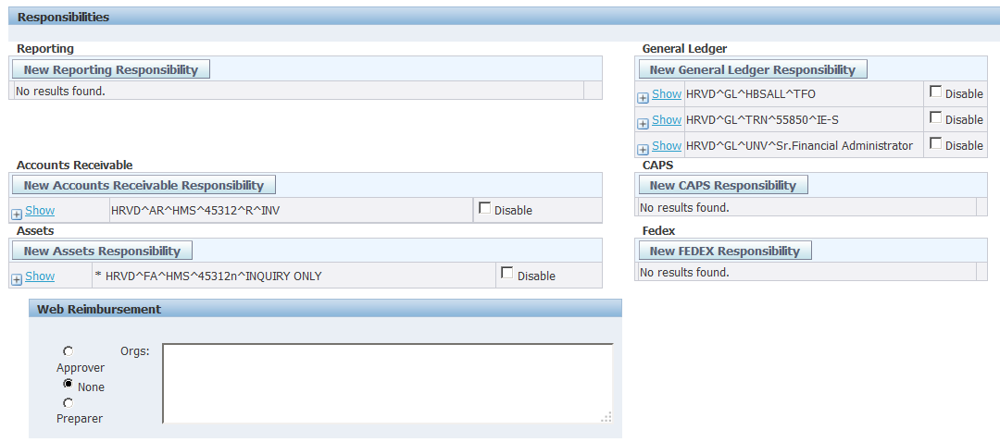 Responsibilities
Reporting
New Reporting Responsibility
No results found.
General Ledger
New General Ledger Responsibility
Show HRVD^GL^HBSALL^TFO Disable
Show HRVD^GL^TRN^55850^IE-S Disable
Show HRVD^GL^UNV^Sr.Financial Administrator Disable
Accounts Receivable
New Accounts Receivable Responsibility
Show HRVD^AR^HMS^45312^R^INV Disable
CAPS
New CAPS Responsibility
No results found.
Assets
New Assets Responsibility
Show * HRVD^FA^HMS^45312n^INQUIRY ONLY Disable
Fedex
New FEDEX Responsibility
No results found.
Web Reimbursement
Approver
None
Preparer
Orgs: